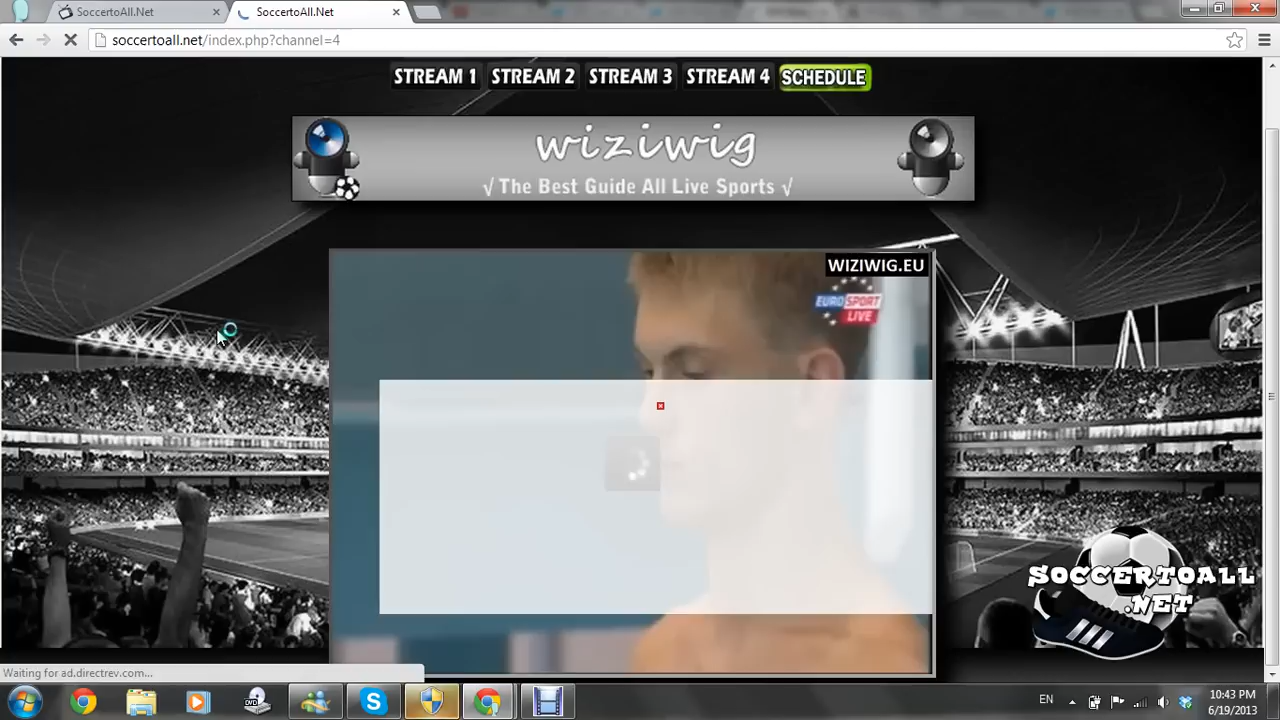 SoccertoAll.Net
SoccertoAll.Net
soccertoall.net/index.php?channel=4
STREAM 1 STREAM 2 STREAM 3 STREAM 4 SCHEDULE
wiziwig
√ The Best Guide All Live Sports √
WIZIWIG.EU
EUROSPORT
LIVE
SOCCERTOALL
.NET
Waiting for ad.directrev.com...
DVD
EN
10:43 PM
6/19/2013